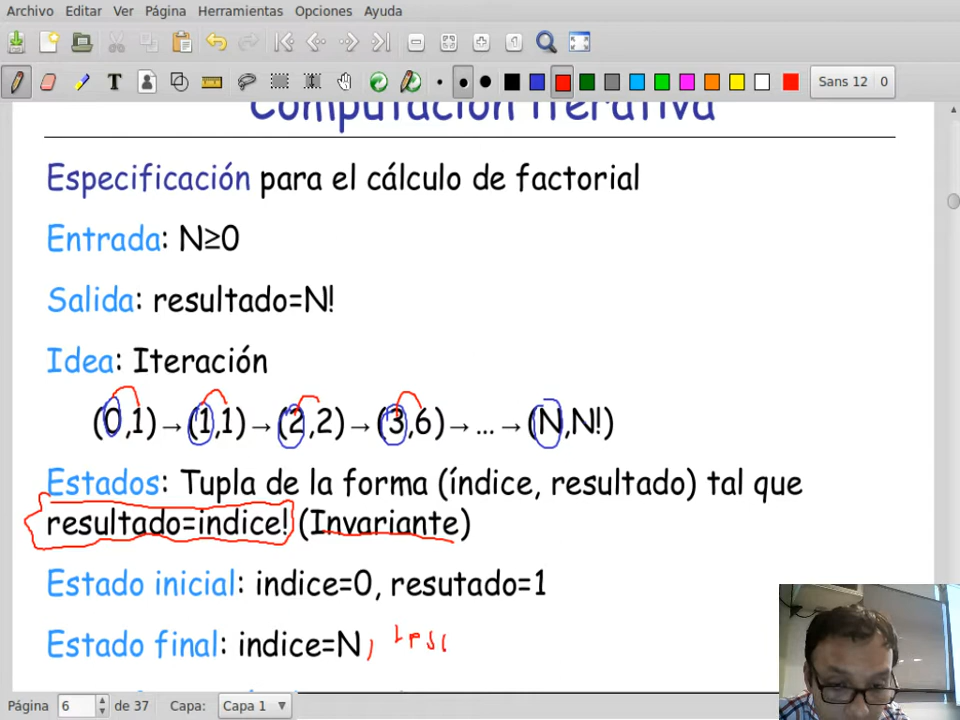 Archivo Editar Ver Página Herramientas Opciones Ayuda
T Sans 12 0
Computación Iterativa
Especificación para el cálculo de factorial
Entrada: N≥0
Salida: resultado=N!
Idea: Iteración
(0,1)→(1,1)→(2,2)→(3,6)→...→(N,N!)
Estados: Tupla de la forma (índice, resultado) tal que
resultado=indice! (Invariante)
Estado inicial: indice=0, resutado=1
Estado final: indice=N,
Página 6 de 37 Capa: Capa 1